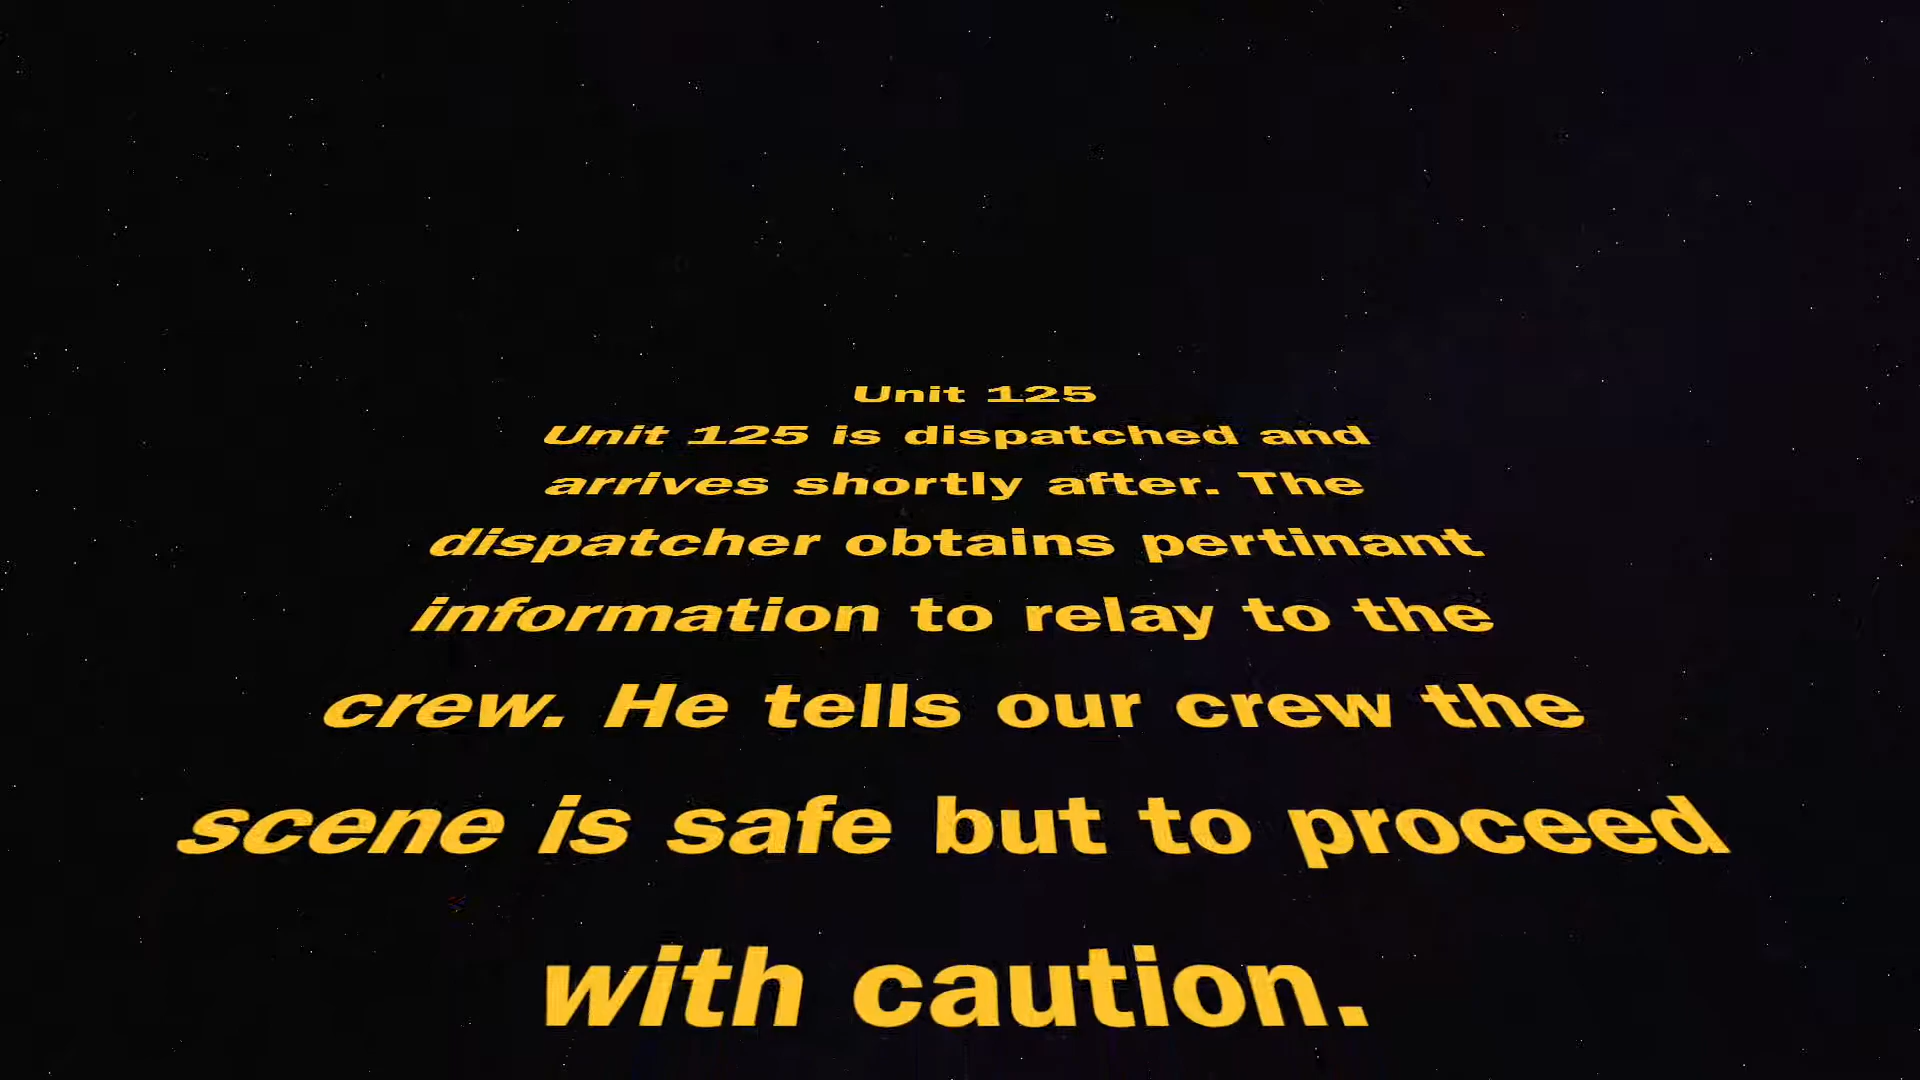 Unit 125
Unit 125 is dispatched and
arrives shortly after. The
dispatcher obtains pertinant
information to relay to the
crew. He tells our crew the
scene is safe but to proceed
with caution.